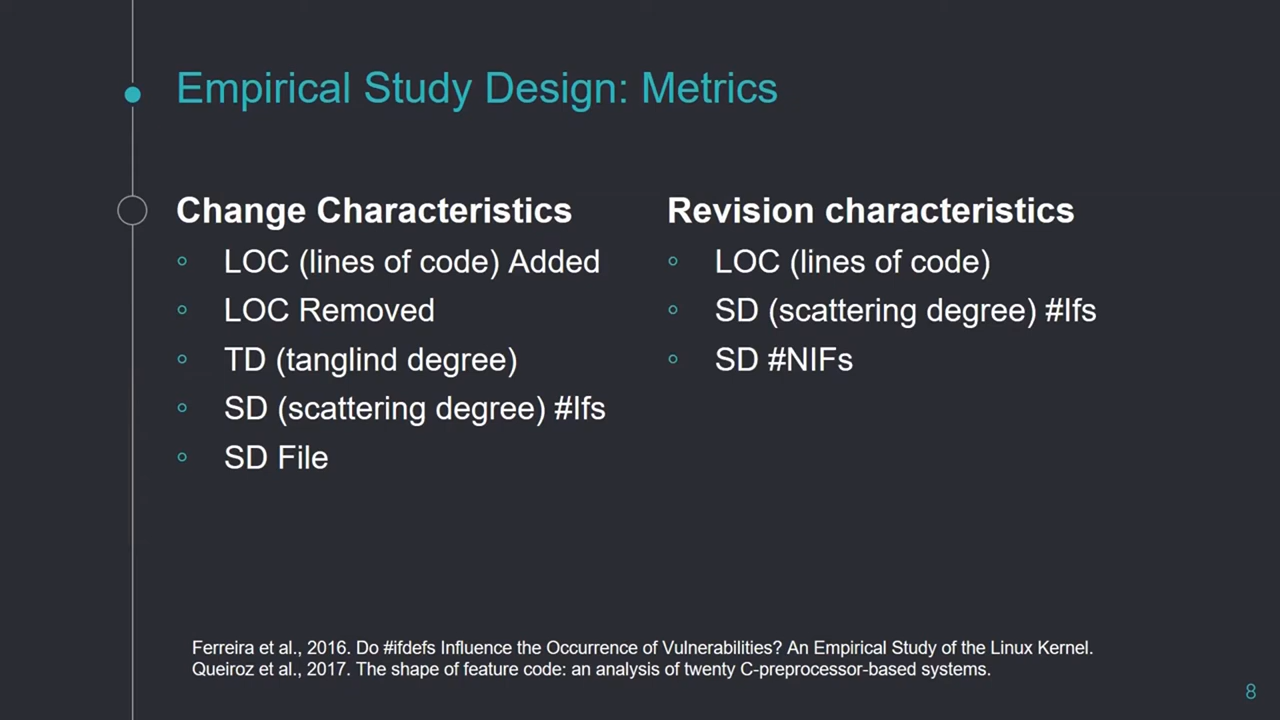 Empirical Study Design: Metrics
Change Characteristics
LOC (lines of code) Added
LOC Removed
TD (tanglind degree)
SD (scattering degree) #Ifs
SD File
Revision characteristics
LOC (lines of code)
SD (scattering degree) #Ifs
SD #NIFs
Ferreira et al., 2016. Do #ifdefs Influence the Occurrence of Vulnerabilities? An Empirical Study of the Linux Kernel.
Queiroz et al., 2017. The shape of feature code: an analysis of twenty C-preprocessor-based systems.
8